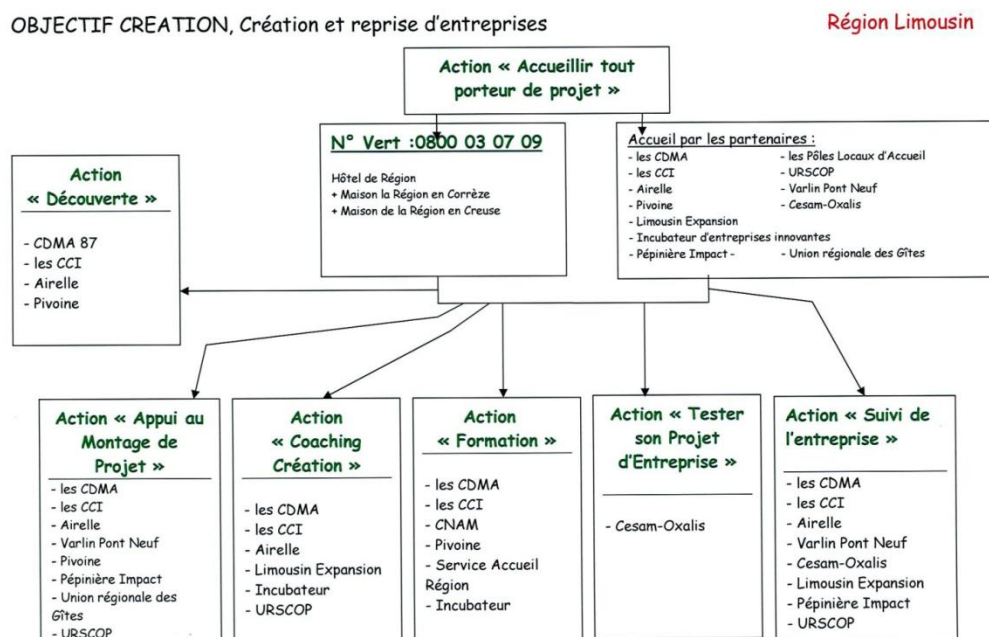 OBJECTIF CREATION, Création et reprise d'entreprises
Région Limousin
Action « Accueillir tout
porteur de projet »
N° Vert :0800 03 07 09
Hôtel de Région
+ Maison la Région en Corrèze
+ Maison de la Région en Creuse
Accueil par les partenaires :
- les CDMA - les Pôles Locaux d'Accueil
- les CCI - URSCOP
- Airelle - Varlin Pont Neuf
- Pivoine - Cesam-Oxalis
- Limousin Expansion
- Incubateur d'entreprises innovantes
- Pépinière Impact - - Union régionale des Gîtes
Action
« Découverte »
- CDMA 87
- les CCI
- Airelle
- Pivoine
Action « Appui au
Montage de
Projet »
- les CDMA
- les CCI
- Airelle
- Varlin Pont Neuf
- Pivoine
- Pépinière Impact
- Union régionale des
Gîtes
- URSCOP
Action
« Coaching
Création »
- les CDMA
- les CCI
- Airelle
- Limousin Expansion
- Incubateur
- URSCOP
Action
« Formation »
- les CDMA
- les CCI
- CNAM
- Pivoine
- Service Accueil
Région
- Incubateur
Action « Tester
son Projet
d'Entreprise »
- Cesam-Oxalis
Action « Suivi de
l'entreprise »
- les CDMA
- les CCI
- Airelle
- Varlin Pont Neuf
- Cesam-Oxalis
- Limousin Expansion
- Pépinière Impact
- URSCOP